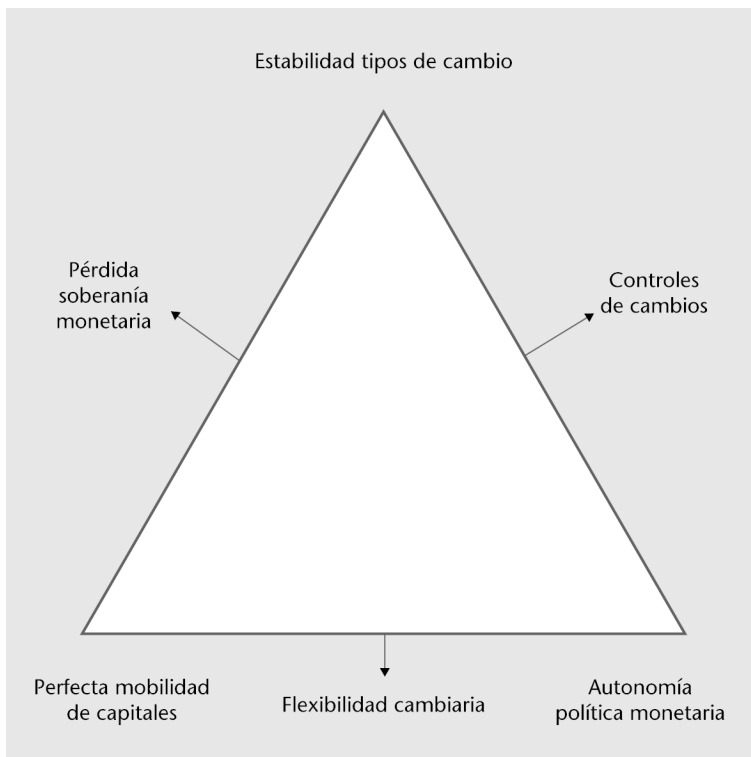 Estabilidad tipos de cambio
Pérdida
soberanía
monetaria
Controles
de cambios
Perfecta mobilidad
de capitales
Flexibilidad cambiaria
Autonomía
política monetaria